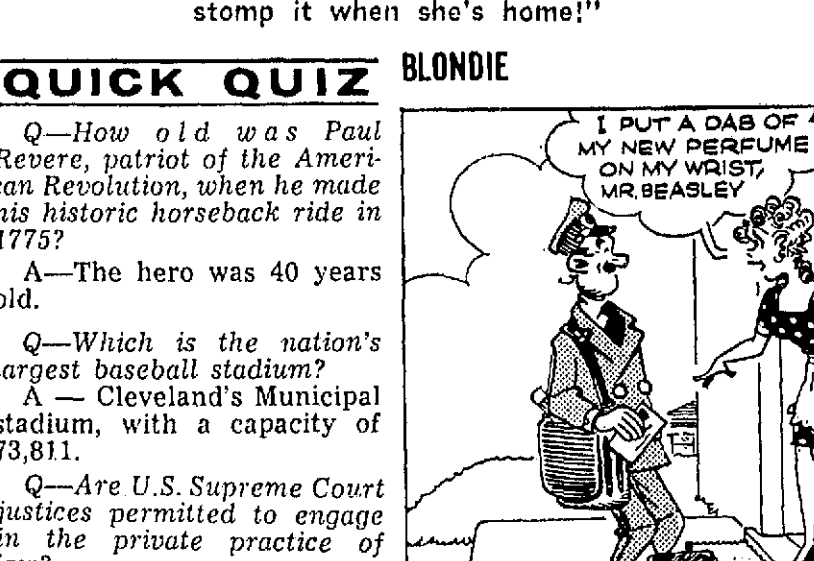 stomp it when she's home!"
QUICK QUIZ
Q—How old was Paul
Revere, patriot of the Ameri-
can Revolution, when he made
his historic horseback ride in
1775?
A—The hero was 40 years
old.
Q—Which is the nation's
largest baseball stadium?
A — Cleveland's Municipal
stadium, with a capacity of
73,811.
Q—Are U.S. Supreme Court
justices permitted to engage
in the private practice of
BLONDIE
I PUT A DAB OF
MY NEW PERFUME
ON MY WRIST,
MR. BEASLEY